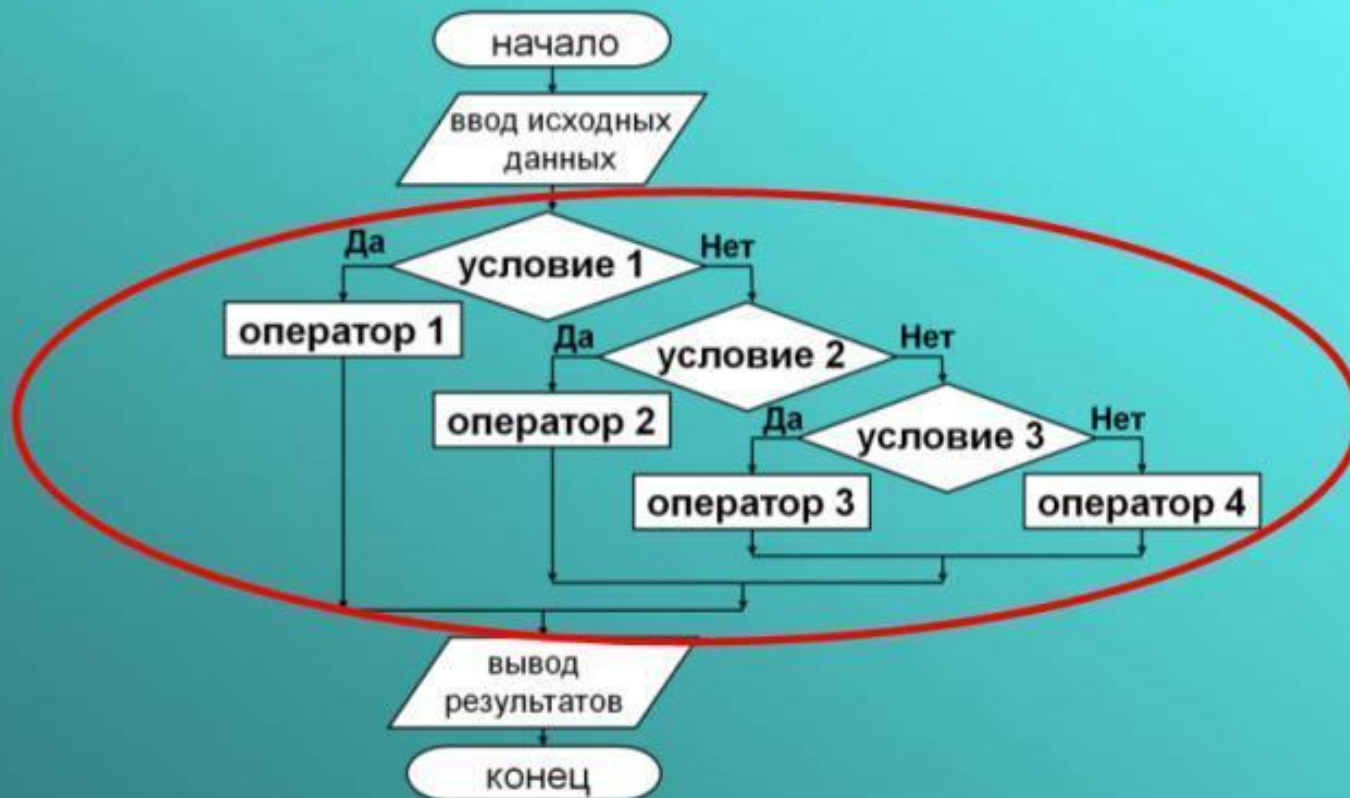 начало
ввод исходных
данных
Да
условие 1
Нет
оператор 1
Да
условие 2
Нет
оператор 2
Да
условие 3
Нет
оператор 3
оператор 4
вывод
результатов
конец